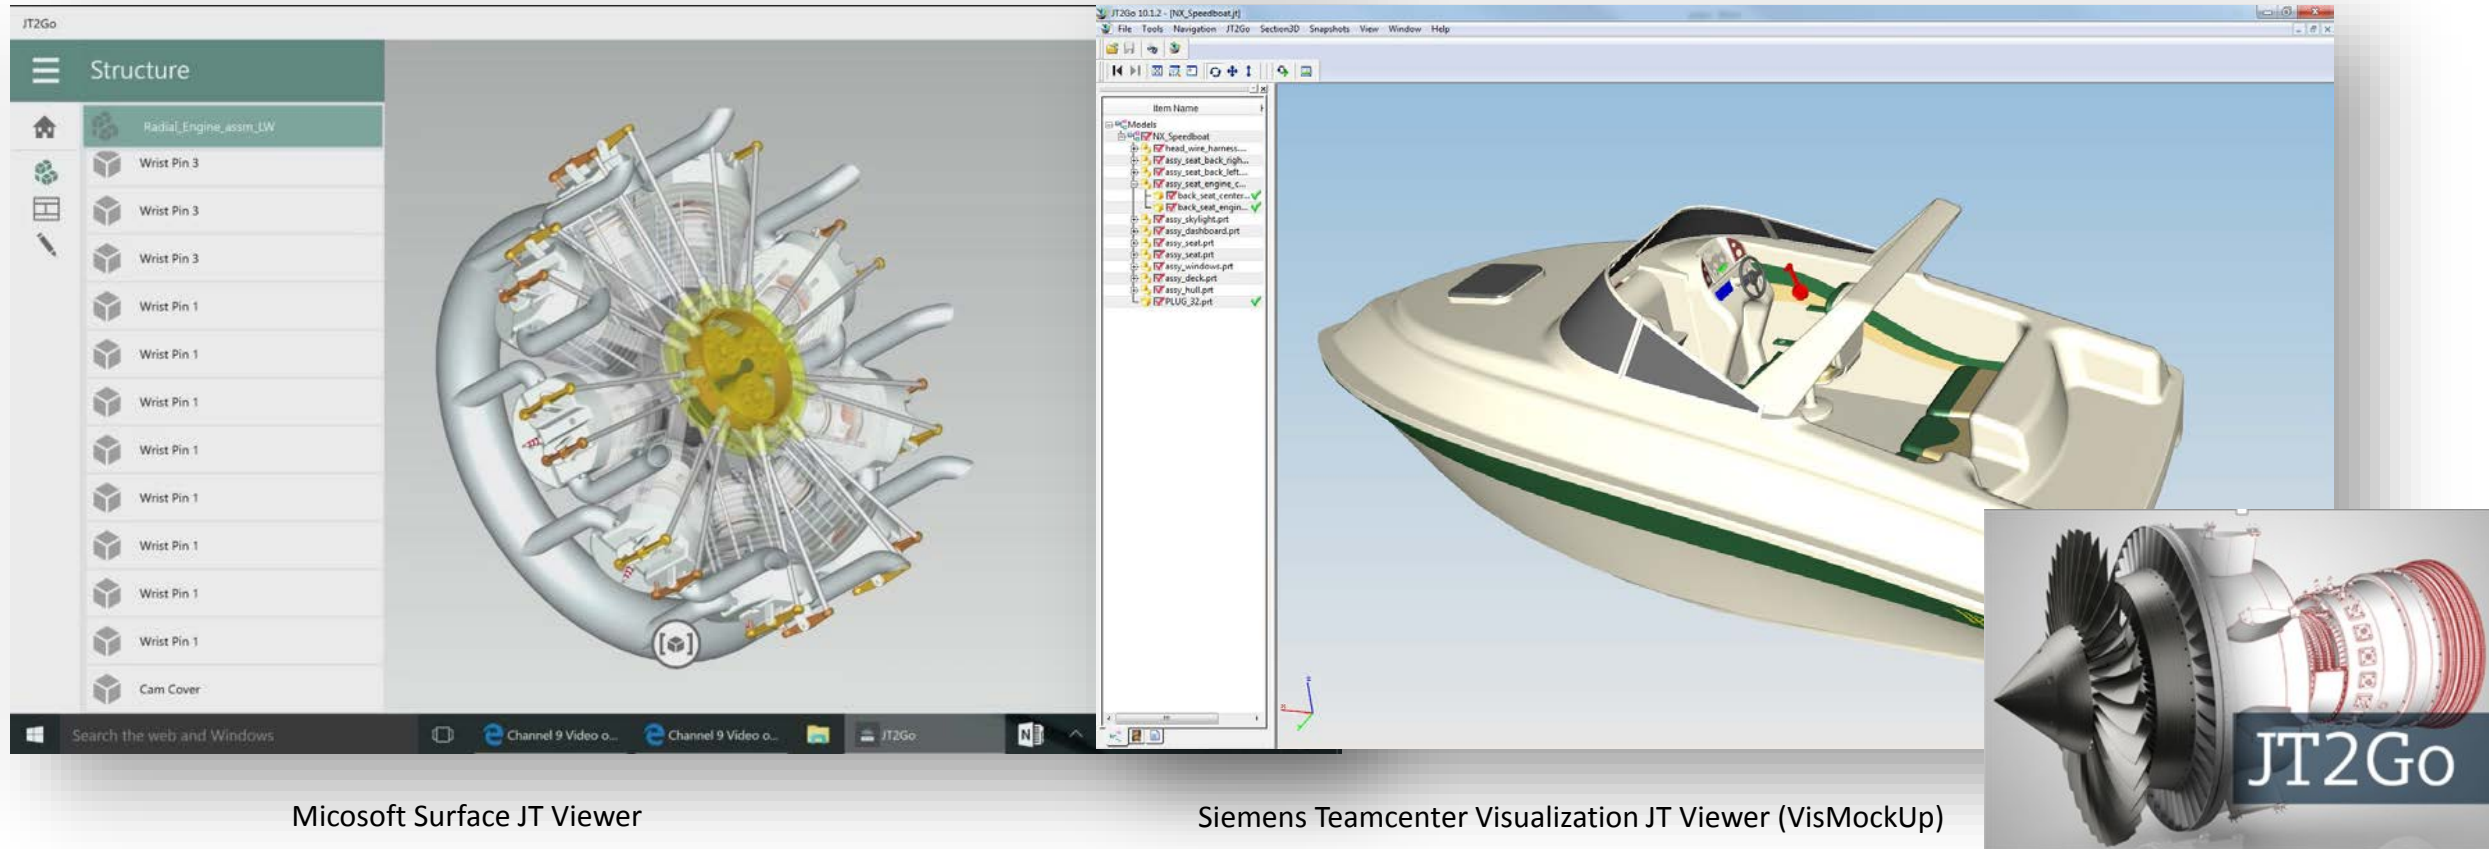 JT2Go
Structure
Radial_Engine_assm_LW
Wrist Pin 3
Wrist Pin 3
Wrist Pin 3
Wrist Pin 1
Wrist Pin 1
Wrist Pin 1
Wrist Pin 1
Wrist Pin 1
Wrist Pin 1
Wrist Pin 1
Wrist Pin 1
Cam Cover
Search the web and Windows
Channel 9 Video o...
Channel 9 Video o...
JT2Go
N
JT2Go 10.1.2 - [NX_Speedboat.jt]
File Tools Navigation JT2Go Section3D Snapshots View Window Help
Item Name
Models
NX_Speedboat
head_wire_harness....
assy_seat_back_righ...
assy_seat_back_left....
assy_seat_engine_c...
back_seat_center...
back_seat_engin...
assy_skylight.prt
assy_dashboard.prt
assy_seat.prt
assy_seat.prt
assy_windows.prt
assy_deck.prt
assy_hull.prt
PLUG_32.prt
JT2Go
Micosoft Surface JT Viewer
Siemens Teamcenter Visualization JT Viewer (VisMockUp)